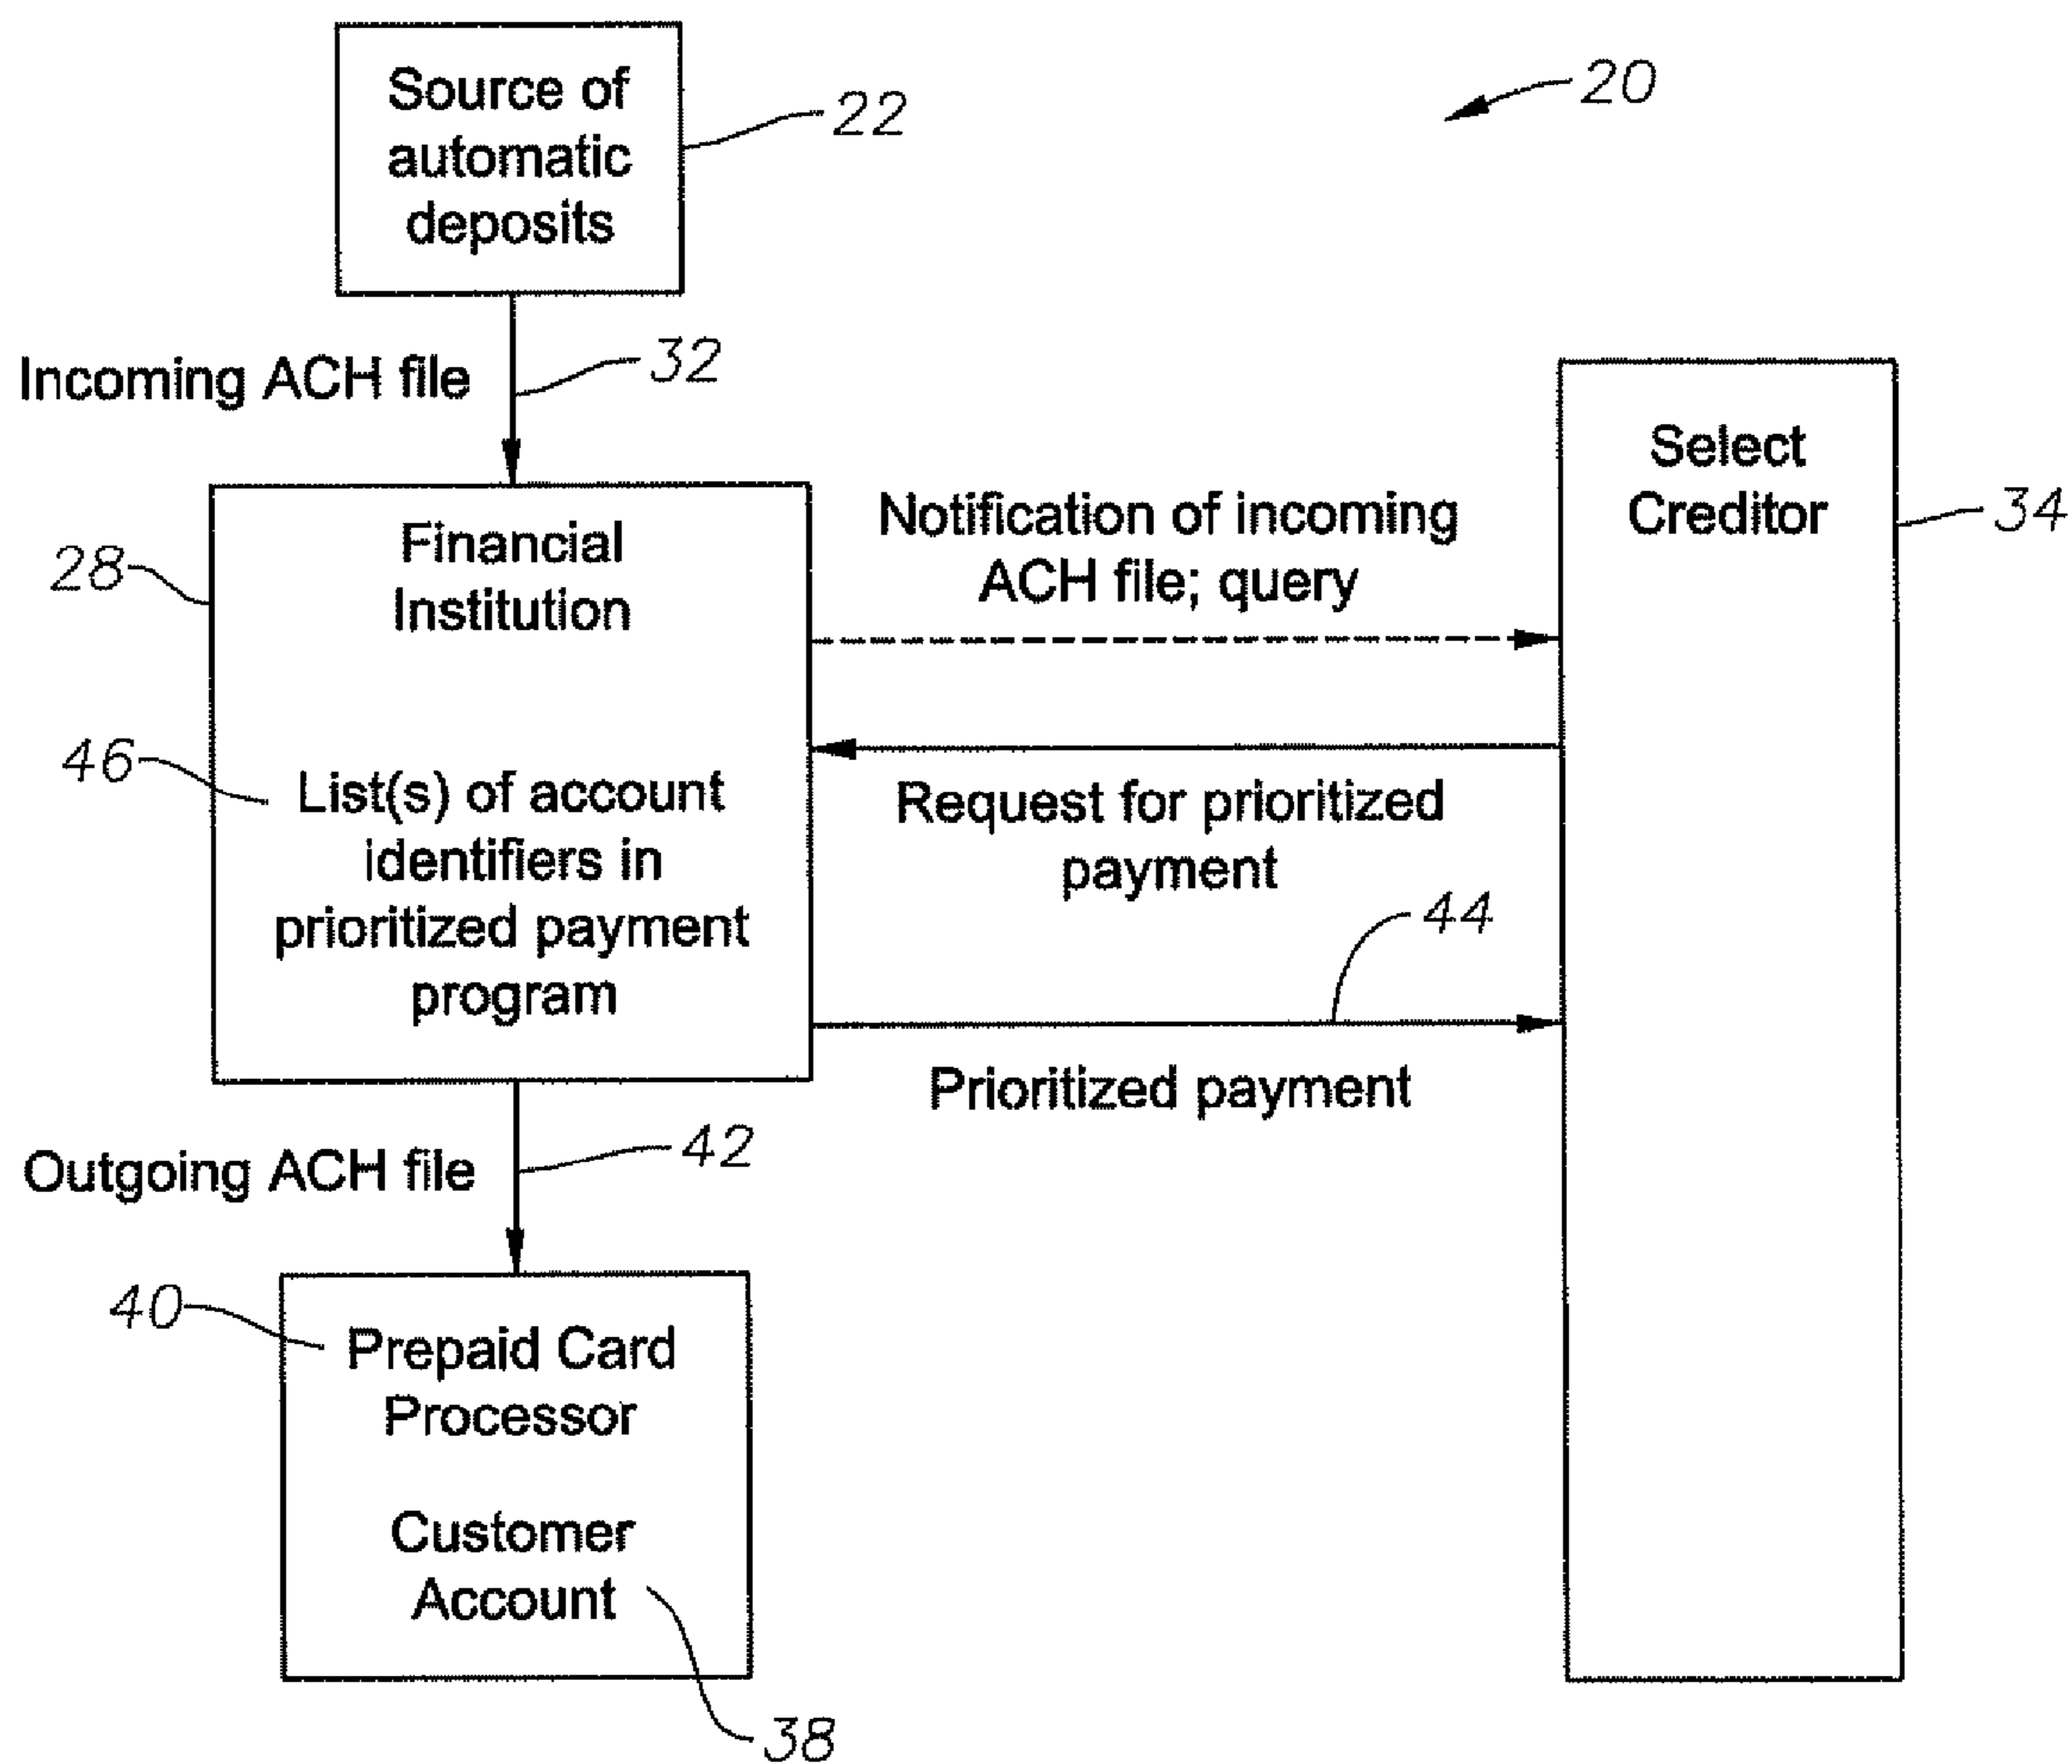 Source of
automatic
deposits
22
20
Incoming ACH file
32
Financial
Institution
28
46
List(s) of account
identifiers in
prioritized payment
program
Notification of incoming
ACH file; query
Request for prioritized
payment
44
Prioritized payment
Select
Creditor
34
Outgoing ACH file
42
40
Prepaid Card
Processor
Customer
Account
38